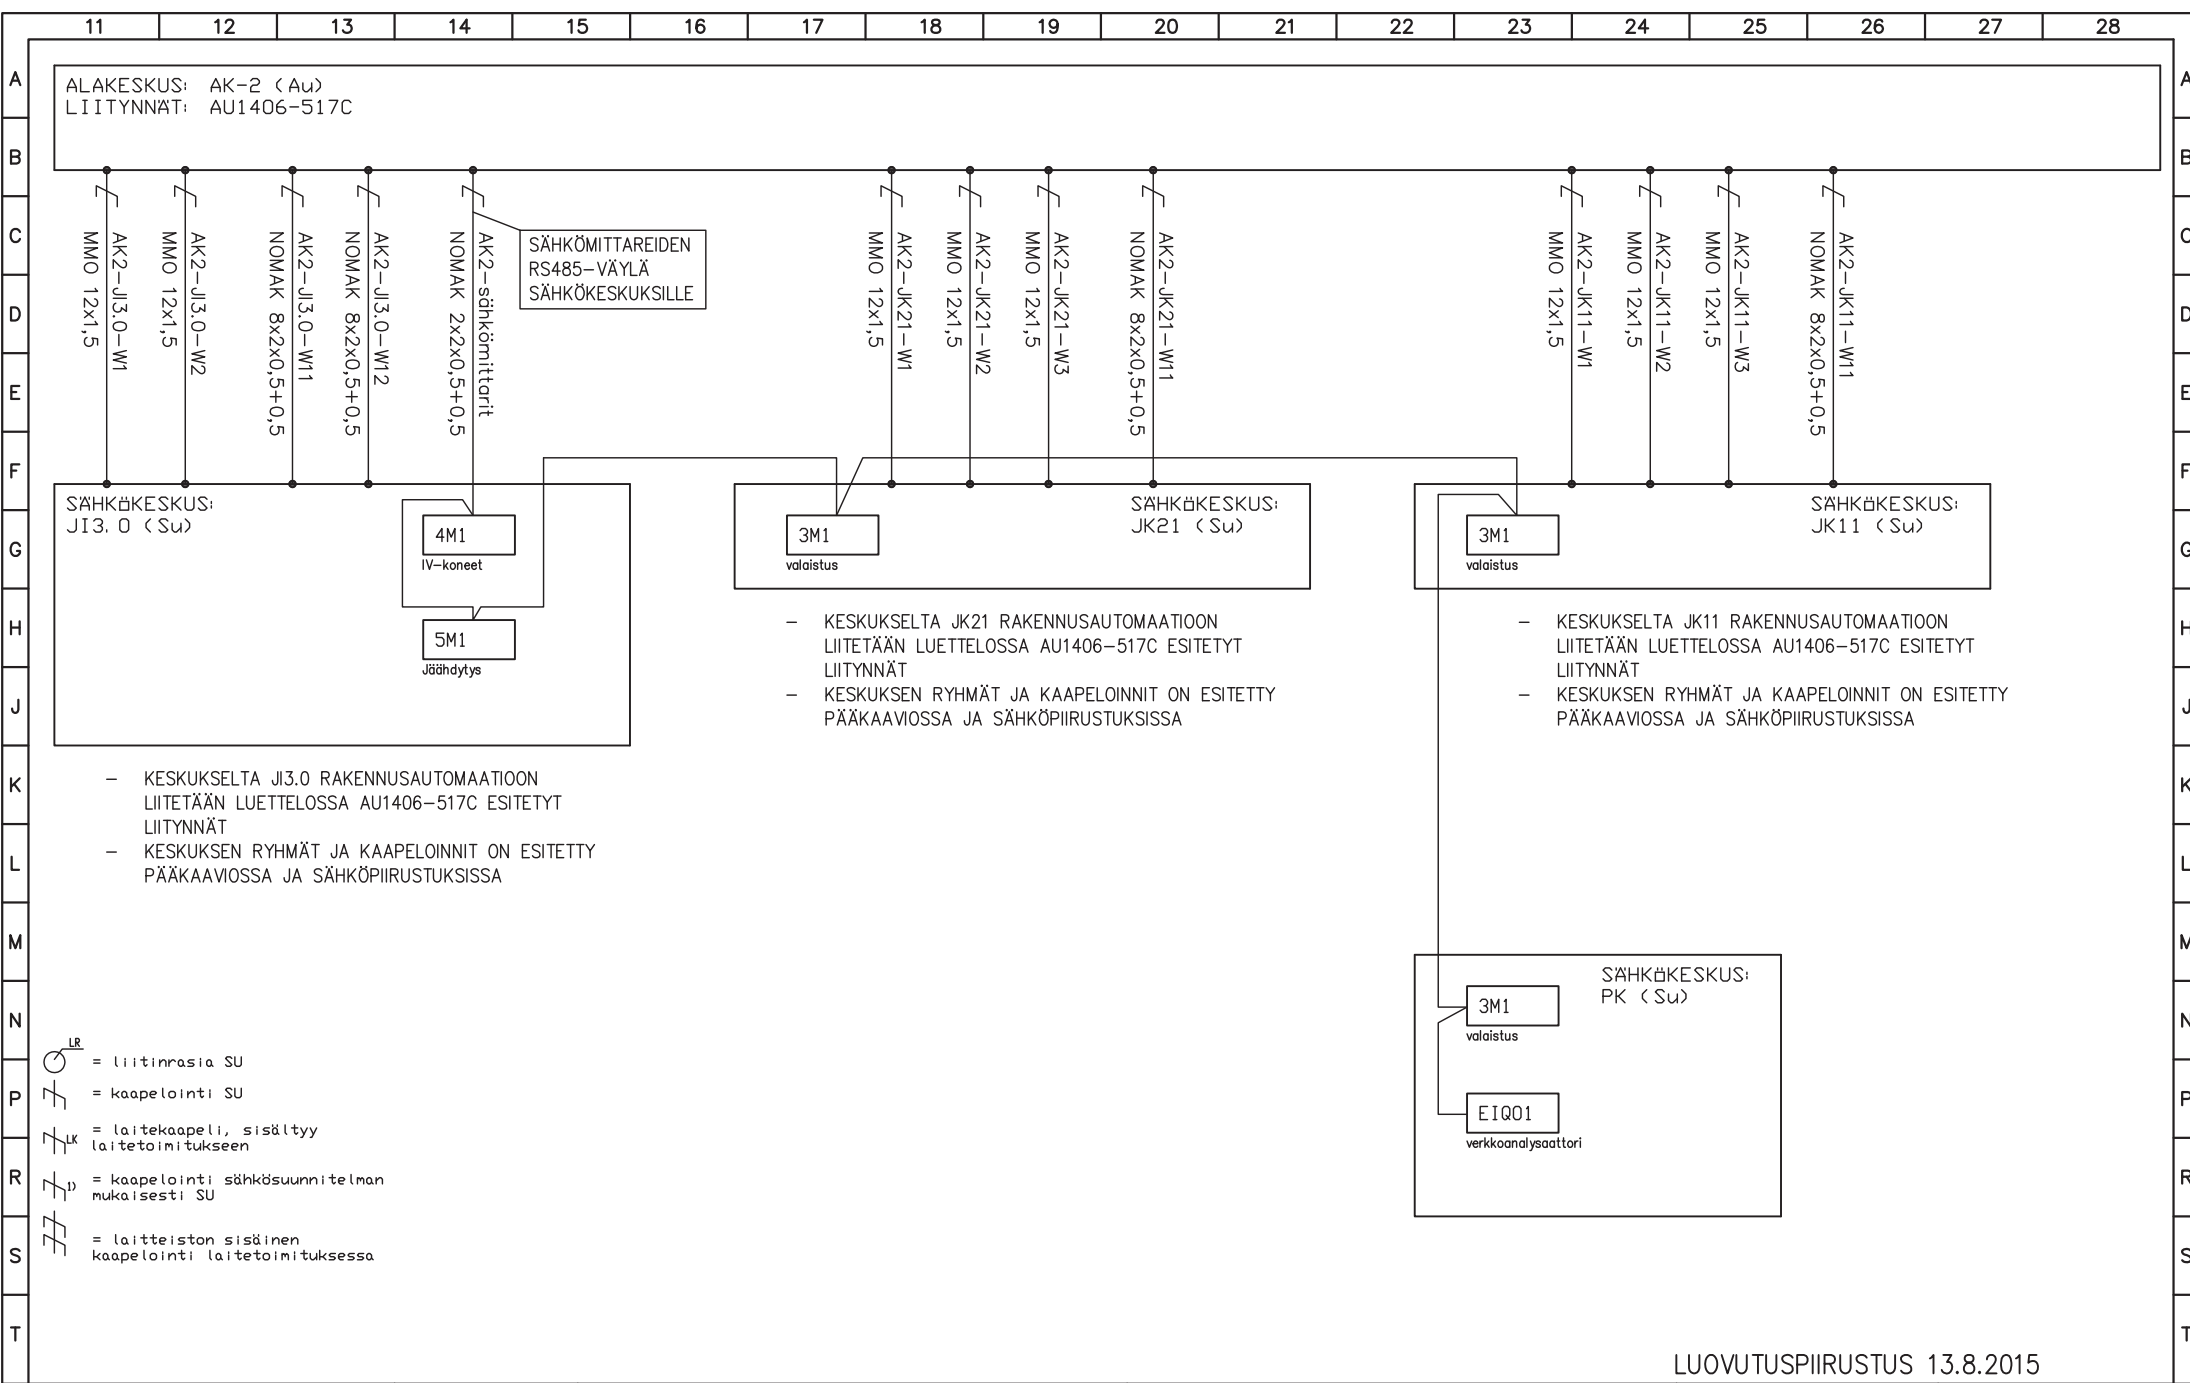 11 12 13 14 15 16 17 18 19 20 21 22 23 24 25 26 27 28
A
B
C
D
E
F
G
H
J
K
L
M
N
P
R
S
T
A
B
C
D
E
F
G
H
J
K
L
M
N
P
R
S
T
ALAKESKUS: AK-2 (Au)
LIITYNNÄT: AU1406-517C
AK2-JI3.0-W1
MMO 12x1,5
AK2-JI3.0-W2
MMO 12x1,5
AK2-JI3.0-W11
NOMAK 8x2x0,5+0,5
AK2-JI3.0-W12
NOMAK 8x2x0,5+0,5
AK2-sähkömittarit
NOMAK 2x2x0,5+0,5
SÄHKÖMITTAREIDEN
RS485-VÄYLÄ
SÄHKÖKESKUKSILLE
AK2-JK21-W1
MMO 12x1,5
AK2-JK21-W2
MMO 12x1,5
AK2-JK21-W3
MMO 12x1,5
AK2-JK21-W11
NOMAK 8x2x0,5+0,5
AK2-JK11-W1
MMO 12x1,5
AK2-JK11-W2
MMO 12x1,5
AK2-JK11-W3
MMO 12x1,5
AK2-JK11-W11
NOMAK 8x2x0,5+0,5
SÄHKÖKESKUS:
JI3.0 (Su)
4M1
IV-koneet
5M1
Jäähdytys
3M1
valaistus
SÄHKÖKESKUS:
JK21 (Su)
3M1
valaistus
SÄHKÖKESKUS:
JK11 (Su)
- KESKUKSELTA JK21 RAKENNUSAUTOMAATIOON
LIITETÄÄN LUETTELOSSA AU1406-517C ESITETYT
LIITYNNÄT
- KESKUKSEN RYHMÄT JA KAAPELOINNIT ON ESITETTY
PÄÄKAAVIOSSA JA SÄHKÖPIIRUSTUKSISSA
- KESKUKSELTA JK11 RAKENNUSAUTOMAATIOON
LIITETÄÄN LUETTELOSSA AU1406-517C ESITETYT
LIITYNNÄT
- KESKUKSEN RYHMÄT JA KAAPELOINNIT ON ESITETTY
PÄÄKAAVIOSSA JA SÄHKÖPIIRUSTUKSISSA
- KESKUKSELTA JI3.0 RAKENNUSAUTOMAATIOON
LIITETÄÄN LUETTELOSSA AU1406-517C ESITETYT
LIITYNNÄT
- KESKUKSEN RYHMÄT JA KAAPELOINNIT ON ESITETTY
PÄÄKAAVIOSSA JA SÄHKÖPIIRUSTUKSISSA
SÄHKÖKESKUS:
PK (Su)
3M1
valaistus
EIQ01
verkkoanalysaattori
LR
= liitinrasia SU
= kaapelointi SU
LK
= laitekaapeli, sisältyy
laitetoimitukseen
1)
= kaapelointi sähkösuunnitelman
mukaisesti SU
= laitteiston sisäinen
kaapelointi laitetoimituksessa
LUOVUTUSPIIRUSTUS 13.8.2015